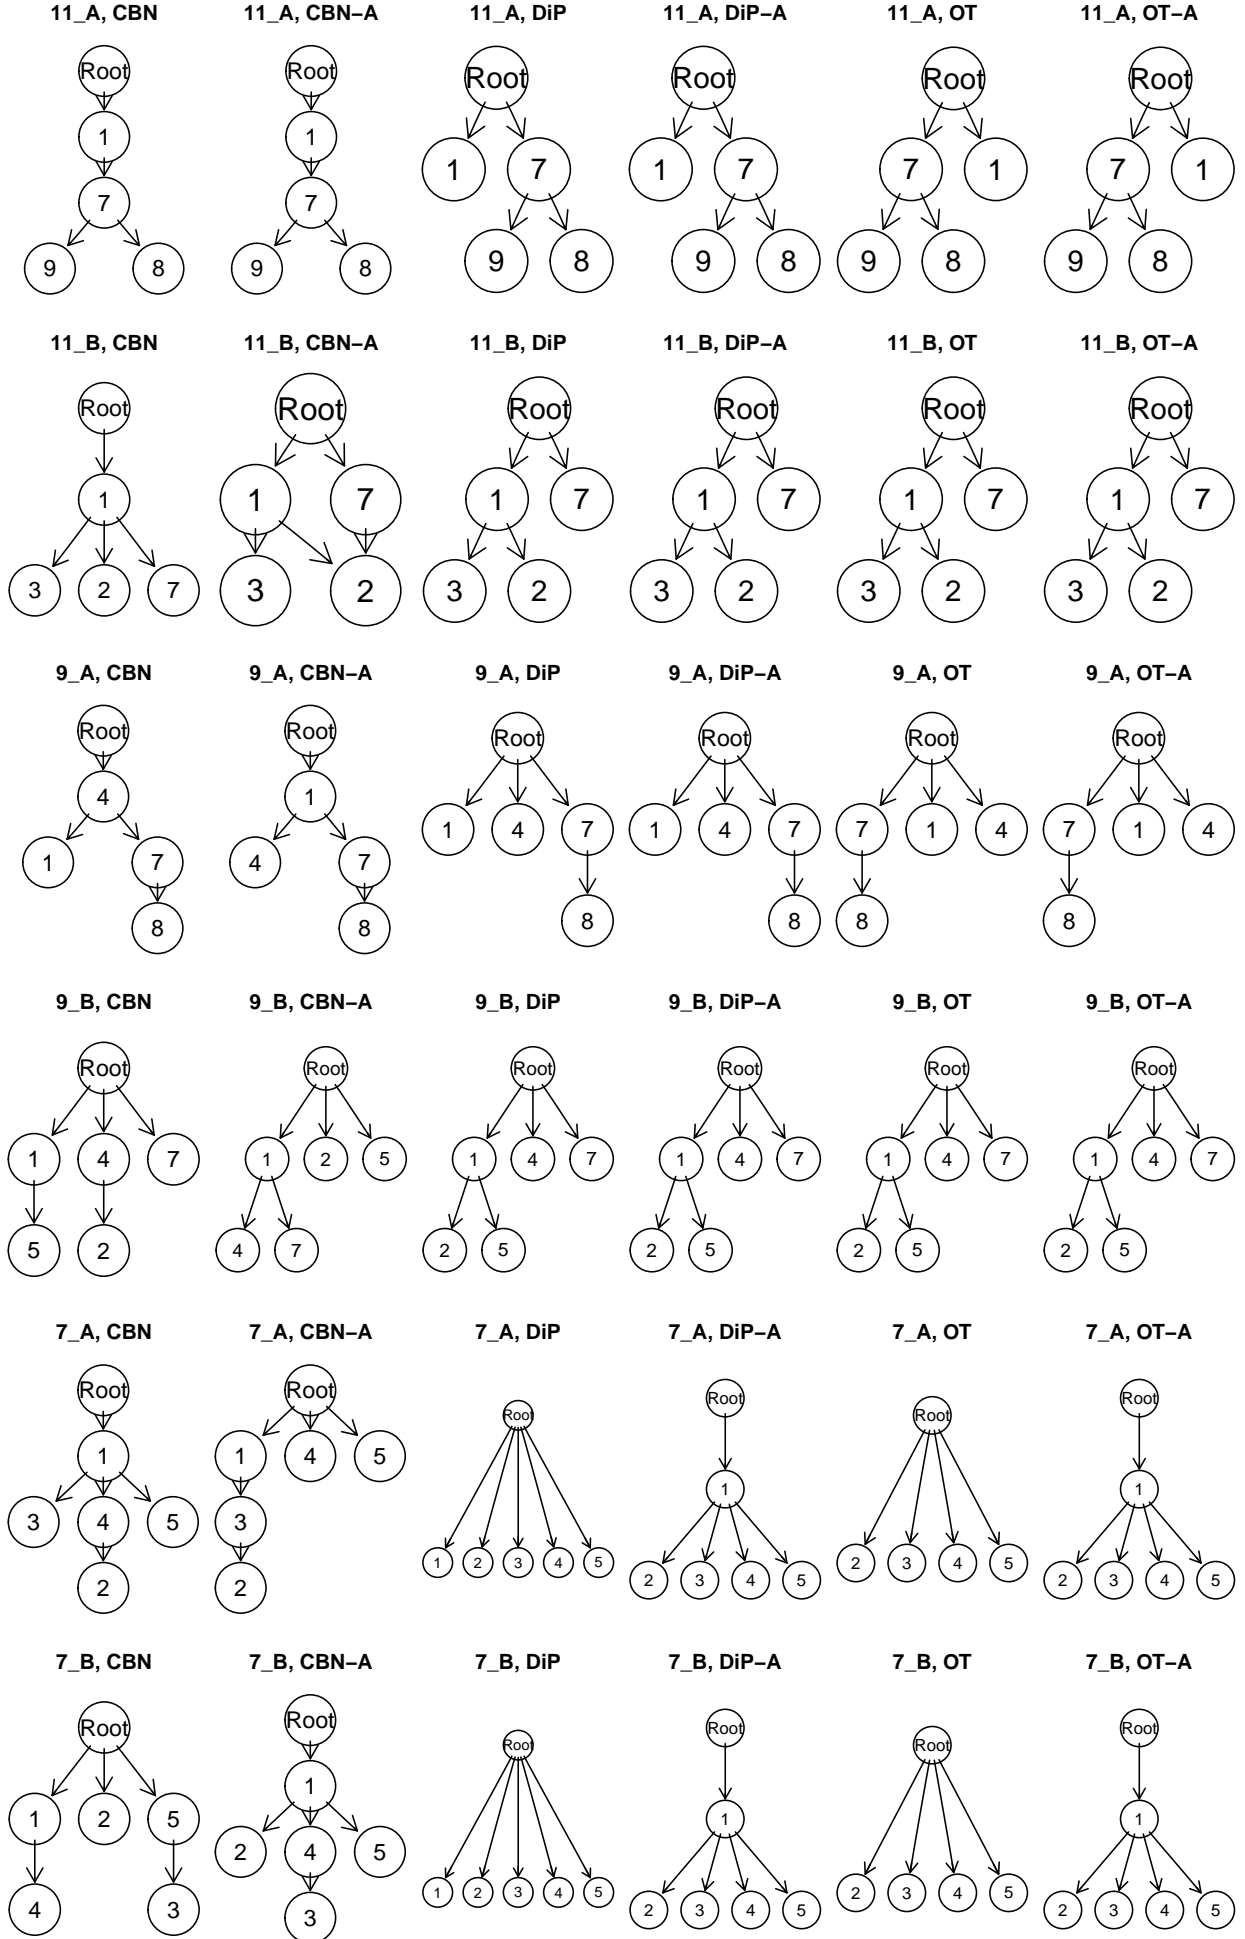 11_A, CBN 11_A, CBN−A 11_A, DiP 11_A, DiP−A 11_A, OT 11_A, OT−A
Root Root Root Root Root Root
1 1 1 7 1 7 7 1 7 1
7 7
9 8 9 8 9 8 9 8 9 8 9 8
11_B, CBN 11_B, CBN−A 11_B, DiP 11_B, DiP−A 11_B, OT 11_B, OT−A
Root Root Root Root Root Root
1 1 7 1 7 1 7 1 7 1 7
3 2 7 3 2 3 2 3 2 3 2 3 2
9_A, CBN 9_A, CBN−A 9_A, DiP 9_A, DiP−A 9_A, OT 9_A, OT−A
Root Root Root Root Root Root
4 1 1 4 7 1 4 7 7 1 4 7 1 4
1 7 4 7
8 8 8 8 8 8
9_B, CBN 9_B, CBN−A 9_B, DiP 9_B, DiP−A 9_B, OT 9_B, OT−A
Root Root Root Root Root Root
1 4 7 1 2 5 1 4 7 1 4 7 1 4 7 1 4 7
5 2 4 7 2 5 2 5 2 5 2 5
7_A, CBN 7_A, CBN−A 7_A, DiP 7_A, DiP−A 7_A, OT 7_A, OT−A
Root Root Root Root Root Root
1 1 4 5 1 1
3 4 5 3
1 2 3 4 5 2 3 4 5
2 2 2 3 4 5 2 3 4 5
7_B, CBN 7_B, CBN−A 7_B, DiP 7_B, DiP−A 7_B, OT 7_B, OT−A
Root Root Root Root Root Root
1 2 5 1 1 1
2 4 5
1 2 3 4 5 2 3 4 5
4 3 3 2 3 4 5 2 3 4 5